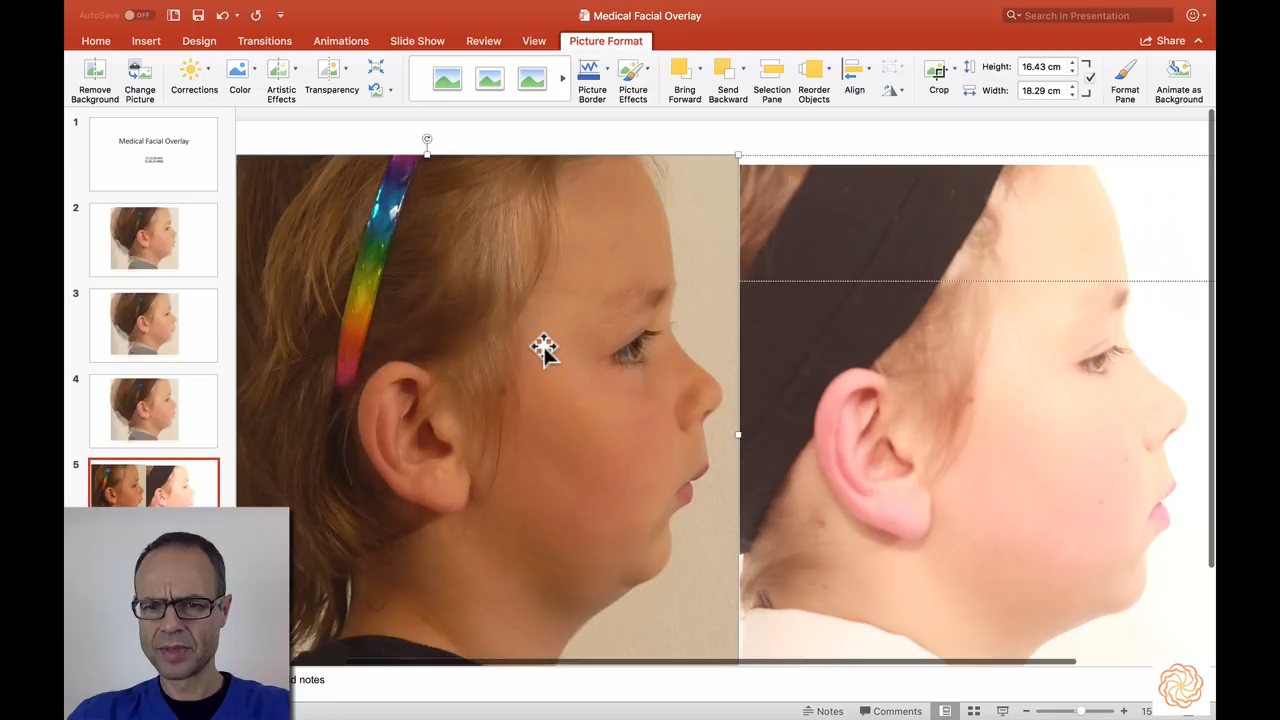 AutoSave OFF
Medical Facial Overlay
Search in Presentation
Home Insert Design Transitions Animations Slide Show Review View Picture Format
Share
Remove Background
Change Picture
Corrections
Color
Artistic Effects
Transparency
Picture Border
Picture Effects
Bring Forward
Send Backward
Selection Pane
Reorder Objects
Align
Crop
Height: 16.43 cm
Width: 18.29 cm
Format Pane
Animate as Background
1
Medical Facial Overlay
2
3
4
5
d notes
Notes Comments
15